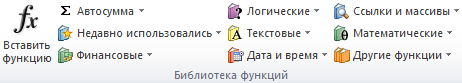 fx Σ Автосумма Логические Ссылки и массивы
Вставить функцию Недавно использовались A Текстовые θ Математические
Финансовые Дата и время Другие функции
Библиотека функций